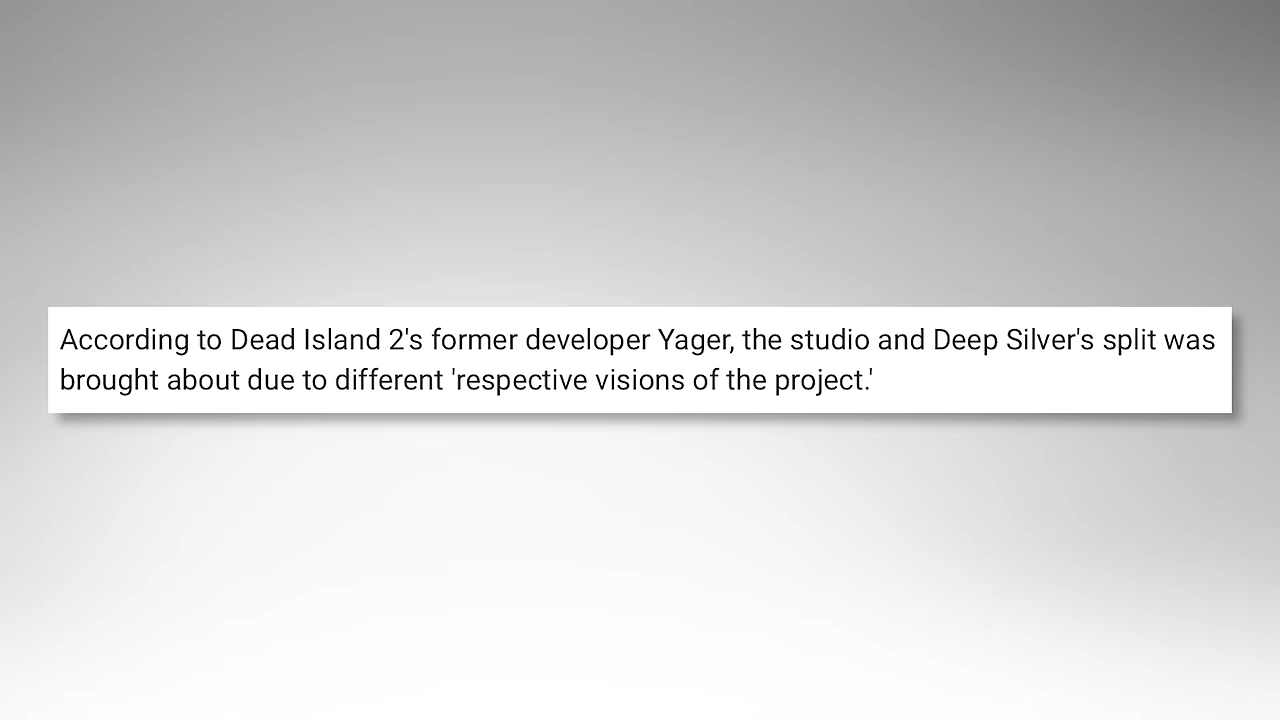 According to Dead Island 2's former developer Yager, the studio and Deep Silver's split was
brought about due to different 'respective visions of the project.'